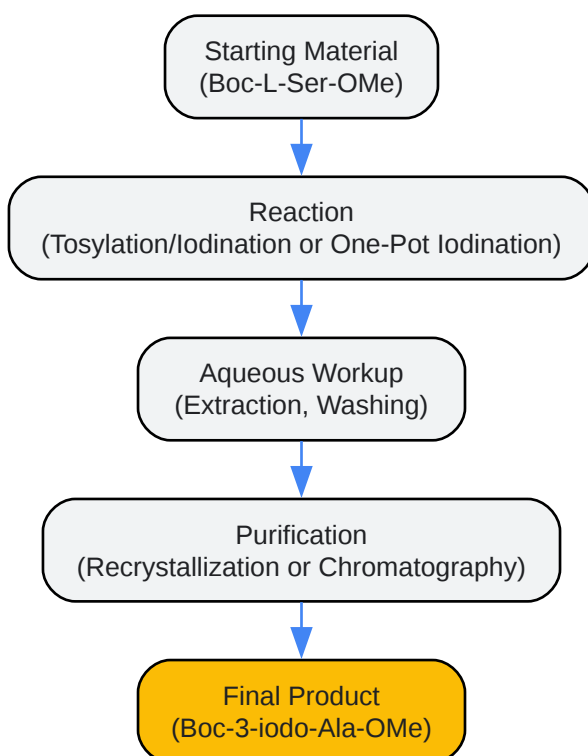 Starting Material
(Boc-L-Ser-OMe)
Reaction
(Tosylation/Iodination or One-Pot Iodination)
Aqueous Workup
(Extraction, Washing)
Purification
(Recrystallization or Chromatography)
Final Product
(Boc-3-iodo-Ala-OMe)